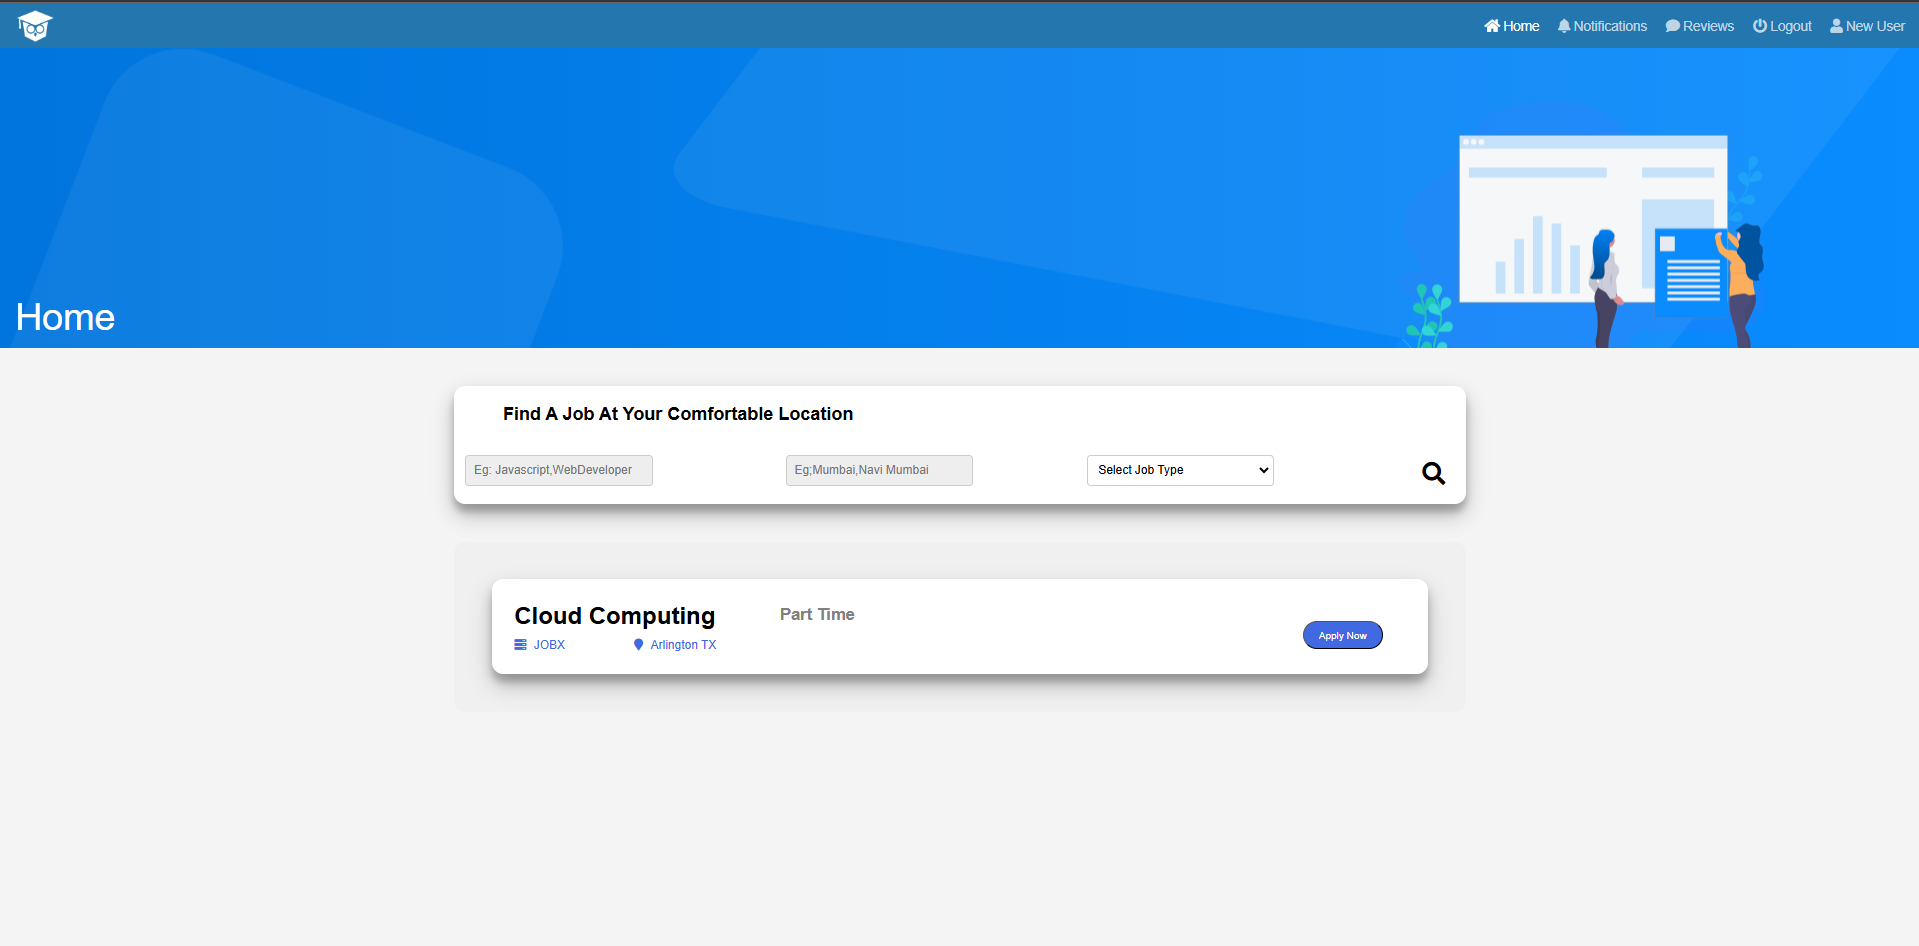 Home Notifications Reviews Logout New User
Home
Find A Job At Your Comfortable Location
Eg: Javascript,WebDeveloper Eg;Mumbai,Navi Mumbai Select Job Type
Cloud Computing Part Time
JOBX Arlington TX Apply Now